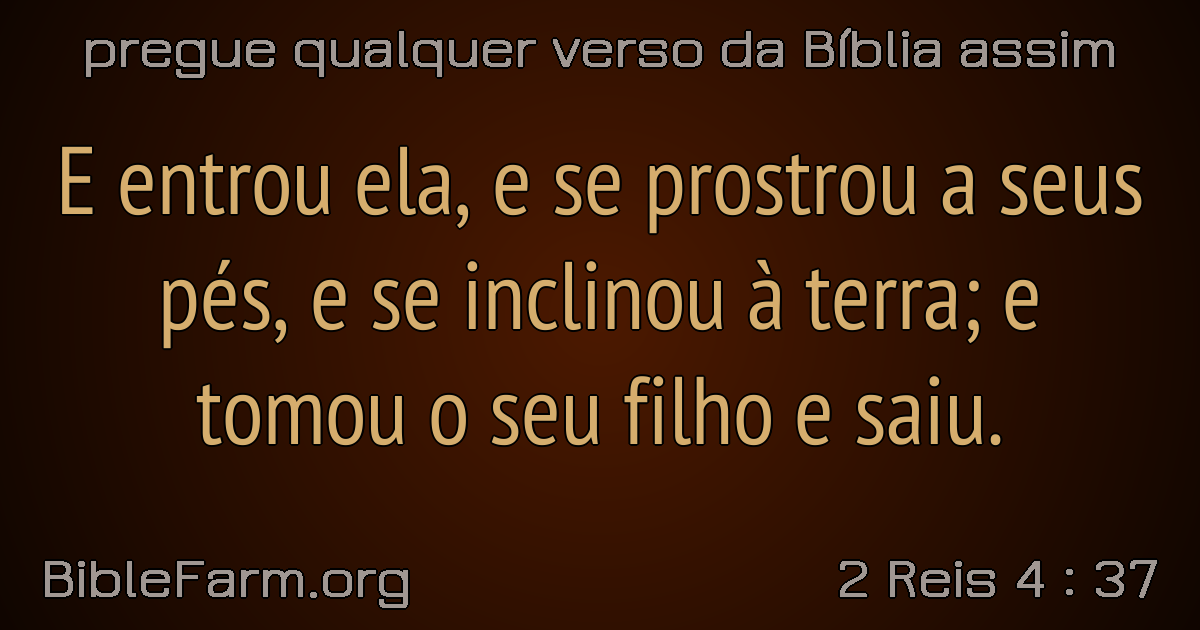 pregue qualquer verso da Bíblia assim
E entrou ela, e se prostrou a seus
pés, e se inclinou à terra; e
tomou o seu filho e saiu.
BibleFarm.org
2 Reis 4 : 37